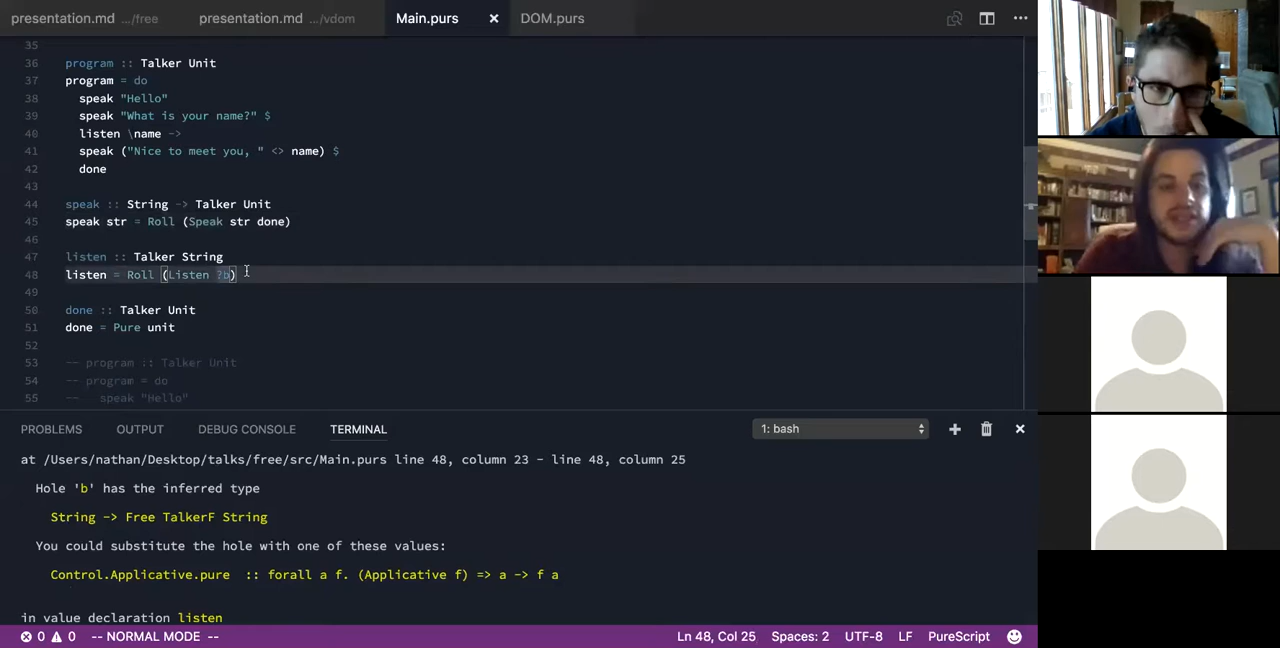 presentation.md .../free presentation.md .../vdom Main.purs × DOM.purs
35
36 program :: Talker Unit
37 program = do
38 speak "Hello"
39 speak "What is your name?" $
40 listen \name ->
41 speak ("Nice to meet you, " <> name) $
42 done
43
44 speak :: String -> Talker Unit
45 speak str = Roll (Speak str done)
46
47 listen :: Talker String
48 listen = Roll (Listen ?b)
49
50 done :: Talker Unit
51 done = Pure unit
52
53 -- program :: Talker Unit
54 -- program = do
55 -- speak "Hello"
PROBLEMS OUTPUT DEBUG CONSOLE TERMINAL 1: bash
at /Users/nathan/Desktop/talks/free/src/Main.purs line 48, column 23 - line 48, column 25
Hole 'b' has the inferred type
String -> Free TalkerF String
You could substitute the hole with one of these values:
Control.Applicative.pure :: forall a f. (Applicative f) => a -> f a
in value declaration listen
0 0 -- NORMAL MODE -- Ln 48, Col 25 Spaces: 2 UTF-8 LF PureScript